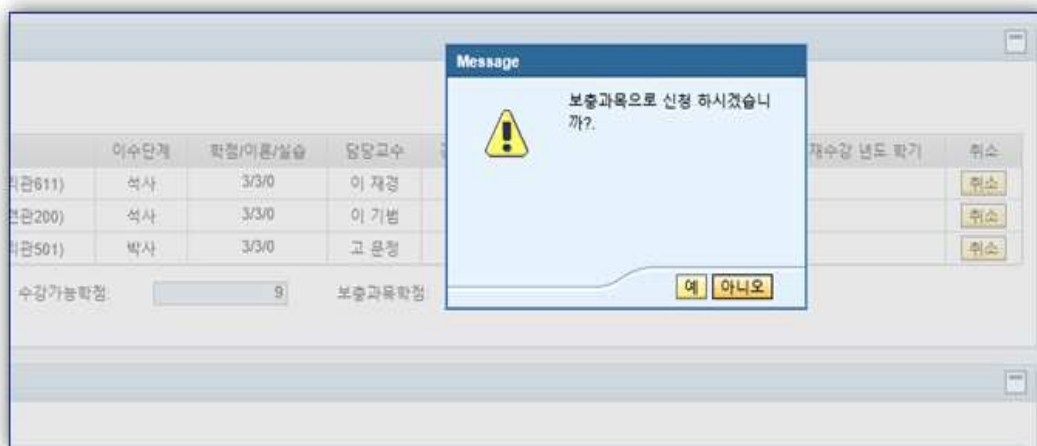 Message
보충과목으로 신청 하시겠습니
까?.
예 아니오
이수단계 학점/이론/실습 담당교수 재수강 년도 학기 취소
관611) 석사 3/3/0 이 재경 취소
관200) 석사 3/3/0 이 기범 취소
관501) 박사 3/3/0 고 문정 취소
수강가능학점: 9 보충과목학점